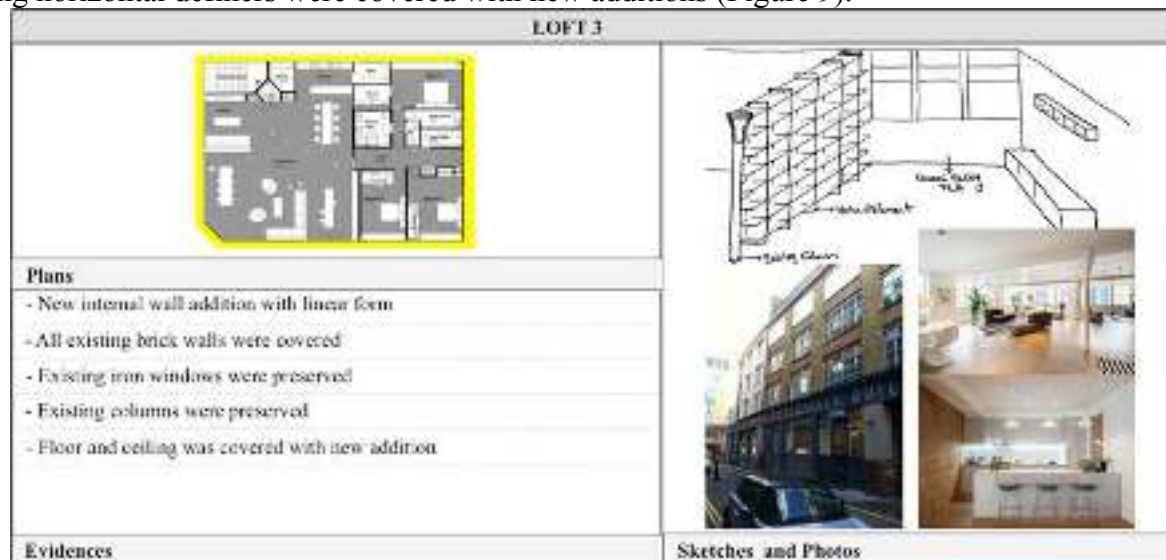 ng horizontal definers were covered with new additions (Figure 9).
LOFT 3
Plans
- New internal wall addition with linear form
- All existing brick walls were covered
- Existing iron windows were preserved
- Existing columns were preserved
- Floor and ceiling was covered with new addition
Evidences
Sketches and Photos